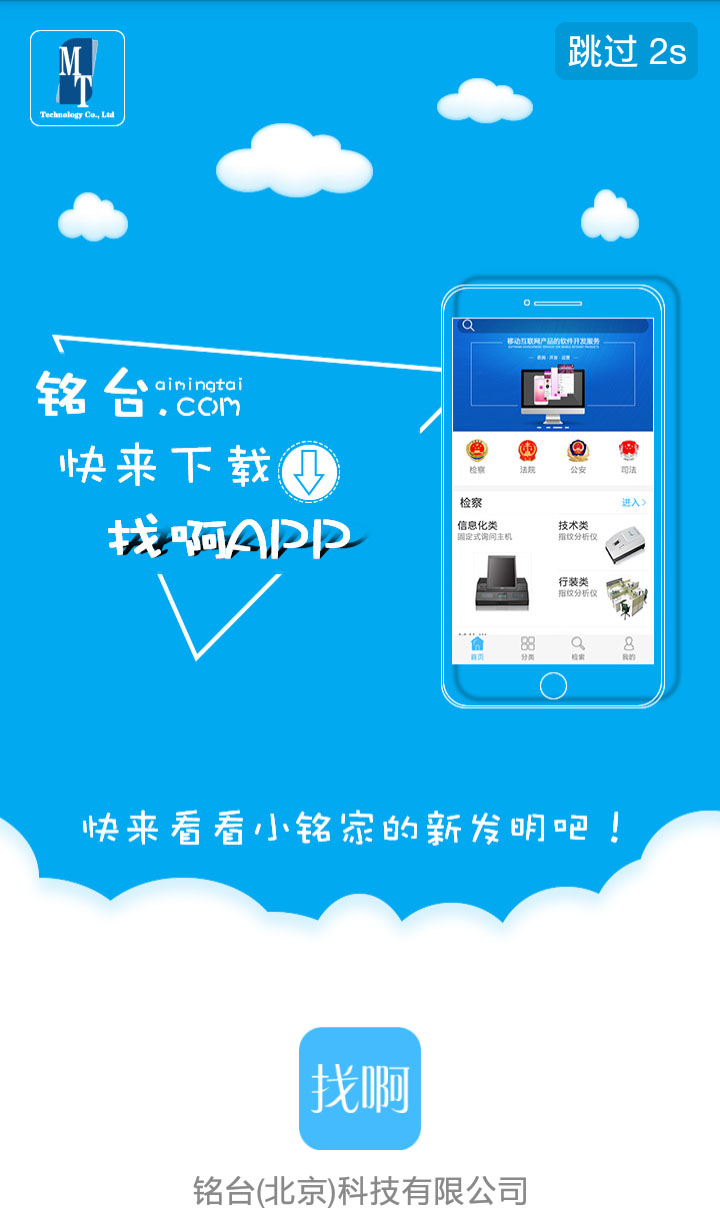 MT
Technology Co., Ltd
跳过 2s
铭台.com
aimingtai
快来下载
找啊APP
移动互联网产品的软件开发服务
检察
法院
公安
司法
检察
进入
信息化类
固定式询问主机
技术类
指纹分析仪
行装类
指纹分析仪
首页
分类
检索
我的
快来看看小铭家的新发明吧！
找啊
铭台(北京)科技有限公司